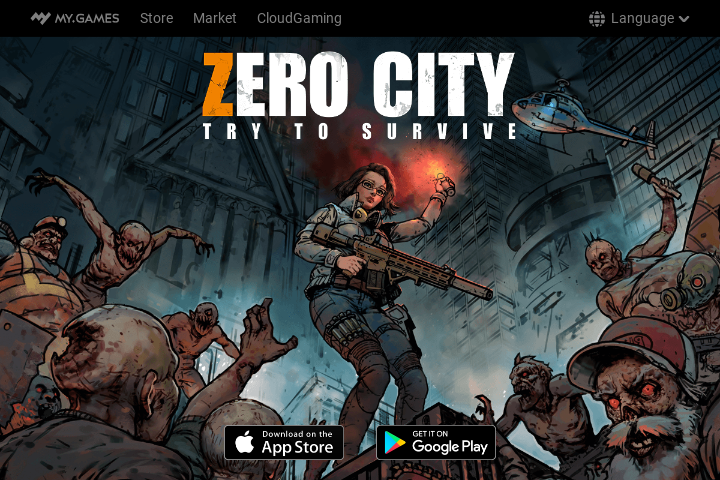 MY.GAMES Store Market CloudGaming Language
ZERO CITY
TRY TO SURVIVE
Download on the
App Store
GET IT ON
Google Play